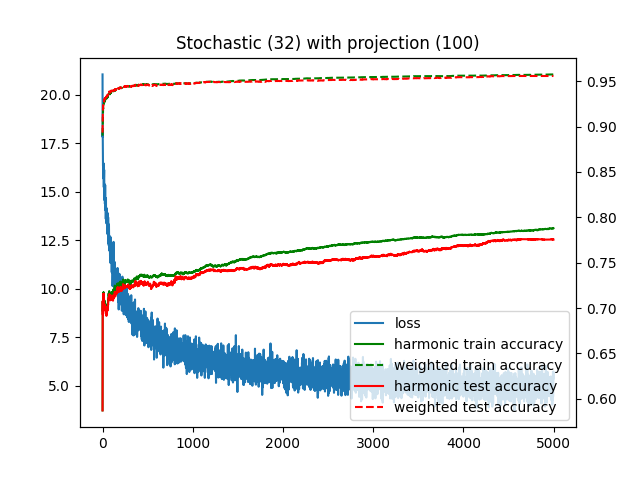 Stochastic (32) with projection (100)
20.0
17.5
15.0
12.5
10.0
7.5
5.0
0.95
0.90
0.85
0.80
0.75
0.70
0.65
0.60
loss
harmonic train accuracy
weighted train accuracy
harmonic test accuracy
weighted test accuracy
0 1000 2000 3000 4000 5000